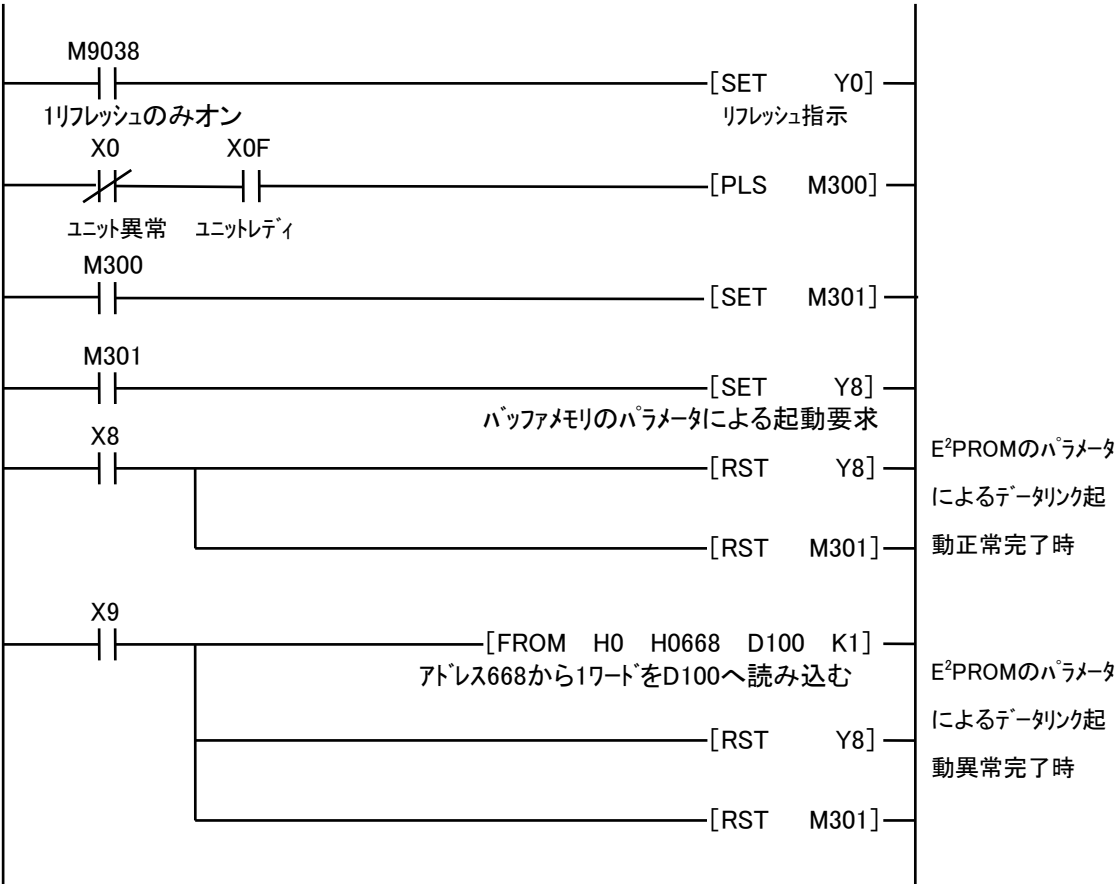 M9038
[SET Y0]
1リフレッシュのみオン
リフレッシュ指示
X0 X0F
[PLS M300]
ユニット異常 ユニットレディ
M300
[SET M301]
M301
[SET Y8]
バッファメモリのパラメータによる起動要求
X8
[RST Y8]
[RST M301]
E²PROMのパラメータ
によるデータリンク起
動正常完了時
X9
[FROM H0 H0668 D100 K1]
アドレス668から1ワードをD100へ読み込む
[RST Y8]
[RST M301]
E²PROMのパラメータ
によるデータリンク起
動異常完了時